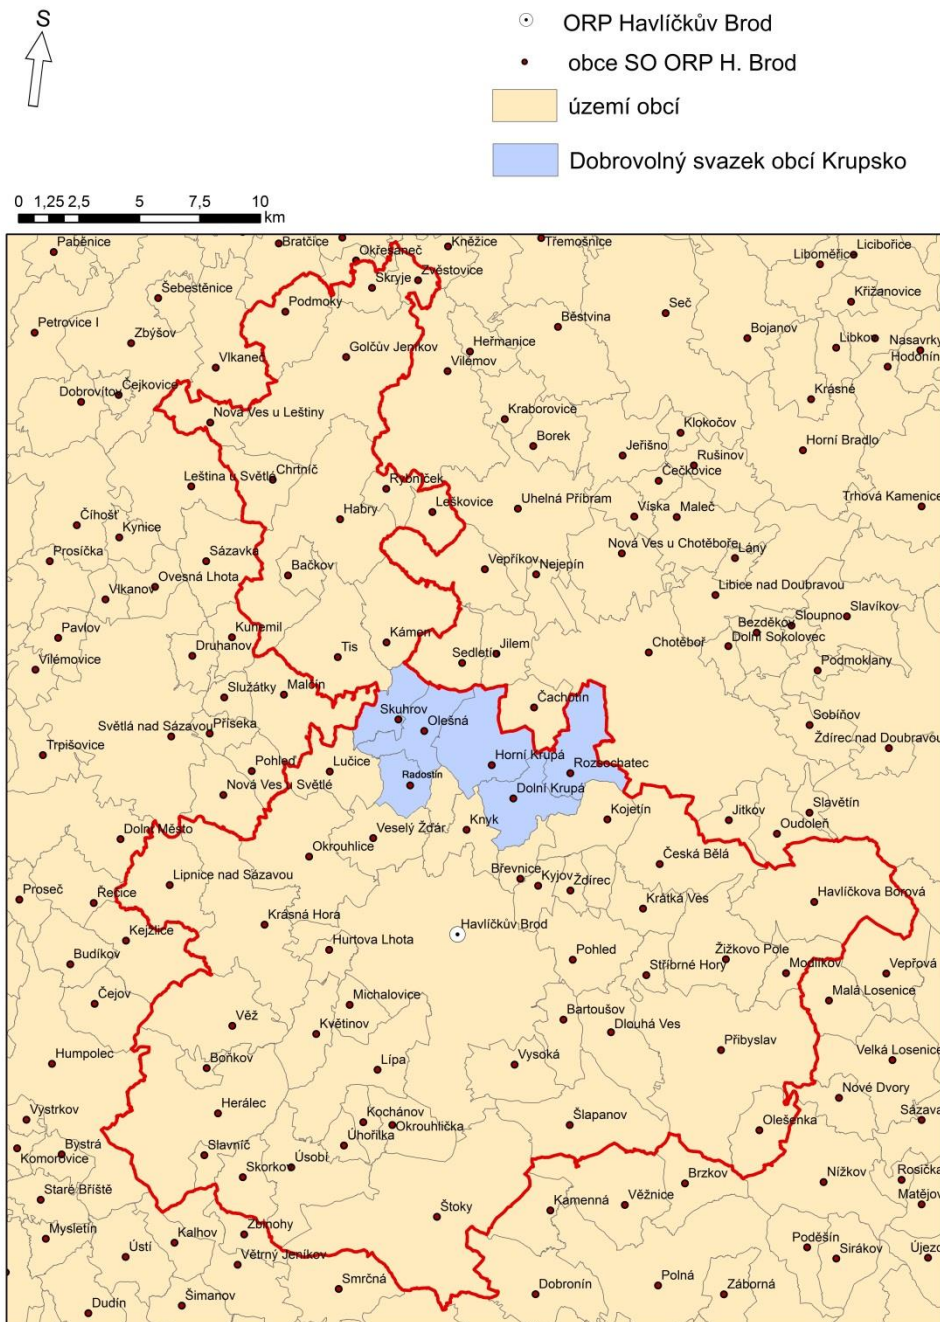 S
ORP Havlíčkův Brod
obce SO ORP H. Brod
území obcí
Dobrovolný svazek obcí Krupsko
0 1,25 2,5 5 7,5 10
km
Paběnice
Bratčice
Okřesaneč
Kněžice
Třemošnice
Licibořice
Liboměřice
Zvěstovice
Skryje
Šebestěnice
Podmoky
Křižanovice
Seč
Petrovice I
Zbýšov
Běstvina
Bojanov
Libkov
Nasavrky
Golčův Jeníkov
Heřmanice
Vilémov
Hodonín
Vlkaneč
Dobrovítov
Čejkovice
Krásné
Nová Ves u Leštiny
Kraborovice
Klokočov
Borek
Horní Bradlo
Jeřišno
Rušinov
Leština u Světlé
Chrtníč
Rybníček
Čečkovice
Habry
Leškovice
Uhelná Příbram
Víska
Maleč
Trhová Kamenice
Číhošť
Kynice
Prosíčka
Sázavka
Vepříkov
Nejepín
Nová Ves u Chotěboře
Lány
Bačkov
Vlkanov
Ovesná Lhota
Libice nad Doubravou
Pavlov
Kunemil
Druhanov
Kámen
Bezděkov
Sloupno
Slavíkov
Dolní Sokolovec
Vilémovice
Tis
Sedletín
Jilem
Chotěboř
Podmoklany
Služátky
Malčín
Čachotín
Světlá nad Sázavou
Příseka
Skuhrov
Olešná
Sobíňov
Ždírec nad Doubravou
Trpišovice
Pohleď
Lučice
Horní Krupá
Rozsochatec
Nová Ves u Světlé
Radostín
Dolní Krupá
Kojetín
Jitkov
Slavětín
Oudoleň
Dolní Město
Veselý Žďár
Knyk
Okrouhlice
Česká Bělá
Lipnice nad Sázavou
Břevnice
Kyjov
Ždírec
Proseč
Řečice
Havlíčkova Borová
Krátká Ves
Krásná Hora
Havlíčkův Brod
Kejžlice
Hurtova Lhota
Budíkov
Pohled
Stříbrné Hory
Žižkovo Pole
Modlíkov
Vepřová
Čejov
Michalovice
Malá Losenice
Věž
Květinov
Bartoušov
Dlouhá Ves
Humpolec
Boňkov
Lípa
Vysoká
Přibyslav
Velká Losenice
Nové Dvory
Vystrkov
Herálec
Kochánov
Okrouhlička
Šlapanov
Olešenka
Sázava
Bystrá
Komorovice
Slavníč
Úhořilka
Skorkov
Úsobí
Brzkov
Nížkov
Rosička
Staré Bříště
Kamenná
Věžnice
Matějov
Štoky
Mysletín
Ústí
Kalhov
Zbinohy
Poděšín
Sirákov
Újezd
Větrný Jeníkov
Smrčná
Dobronín
Polná
Záborná
Dudín
Šimanov